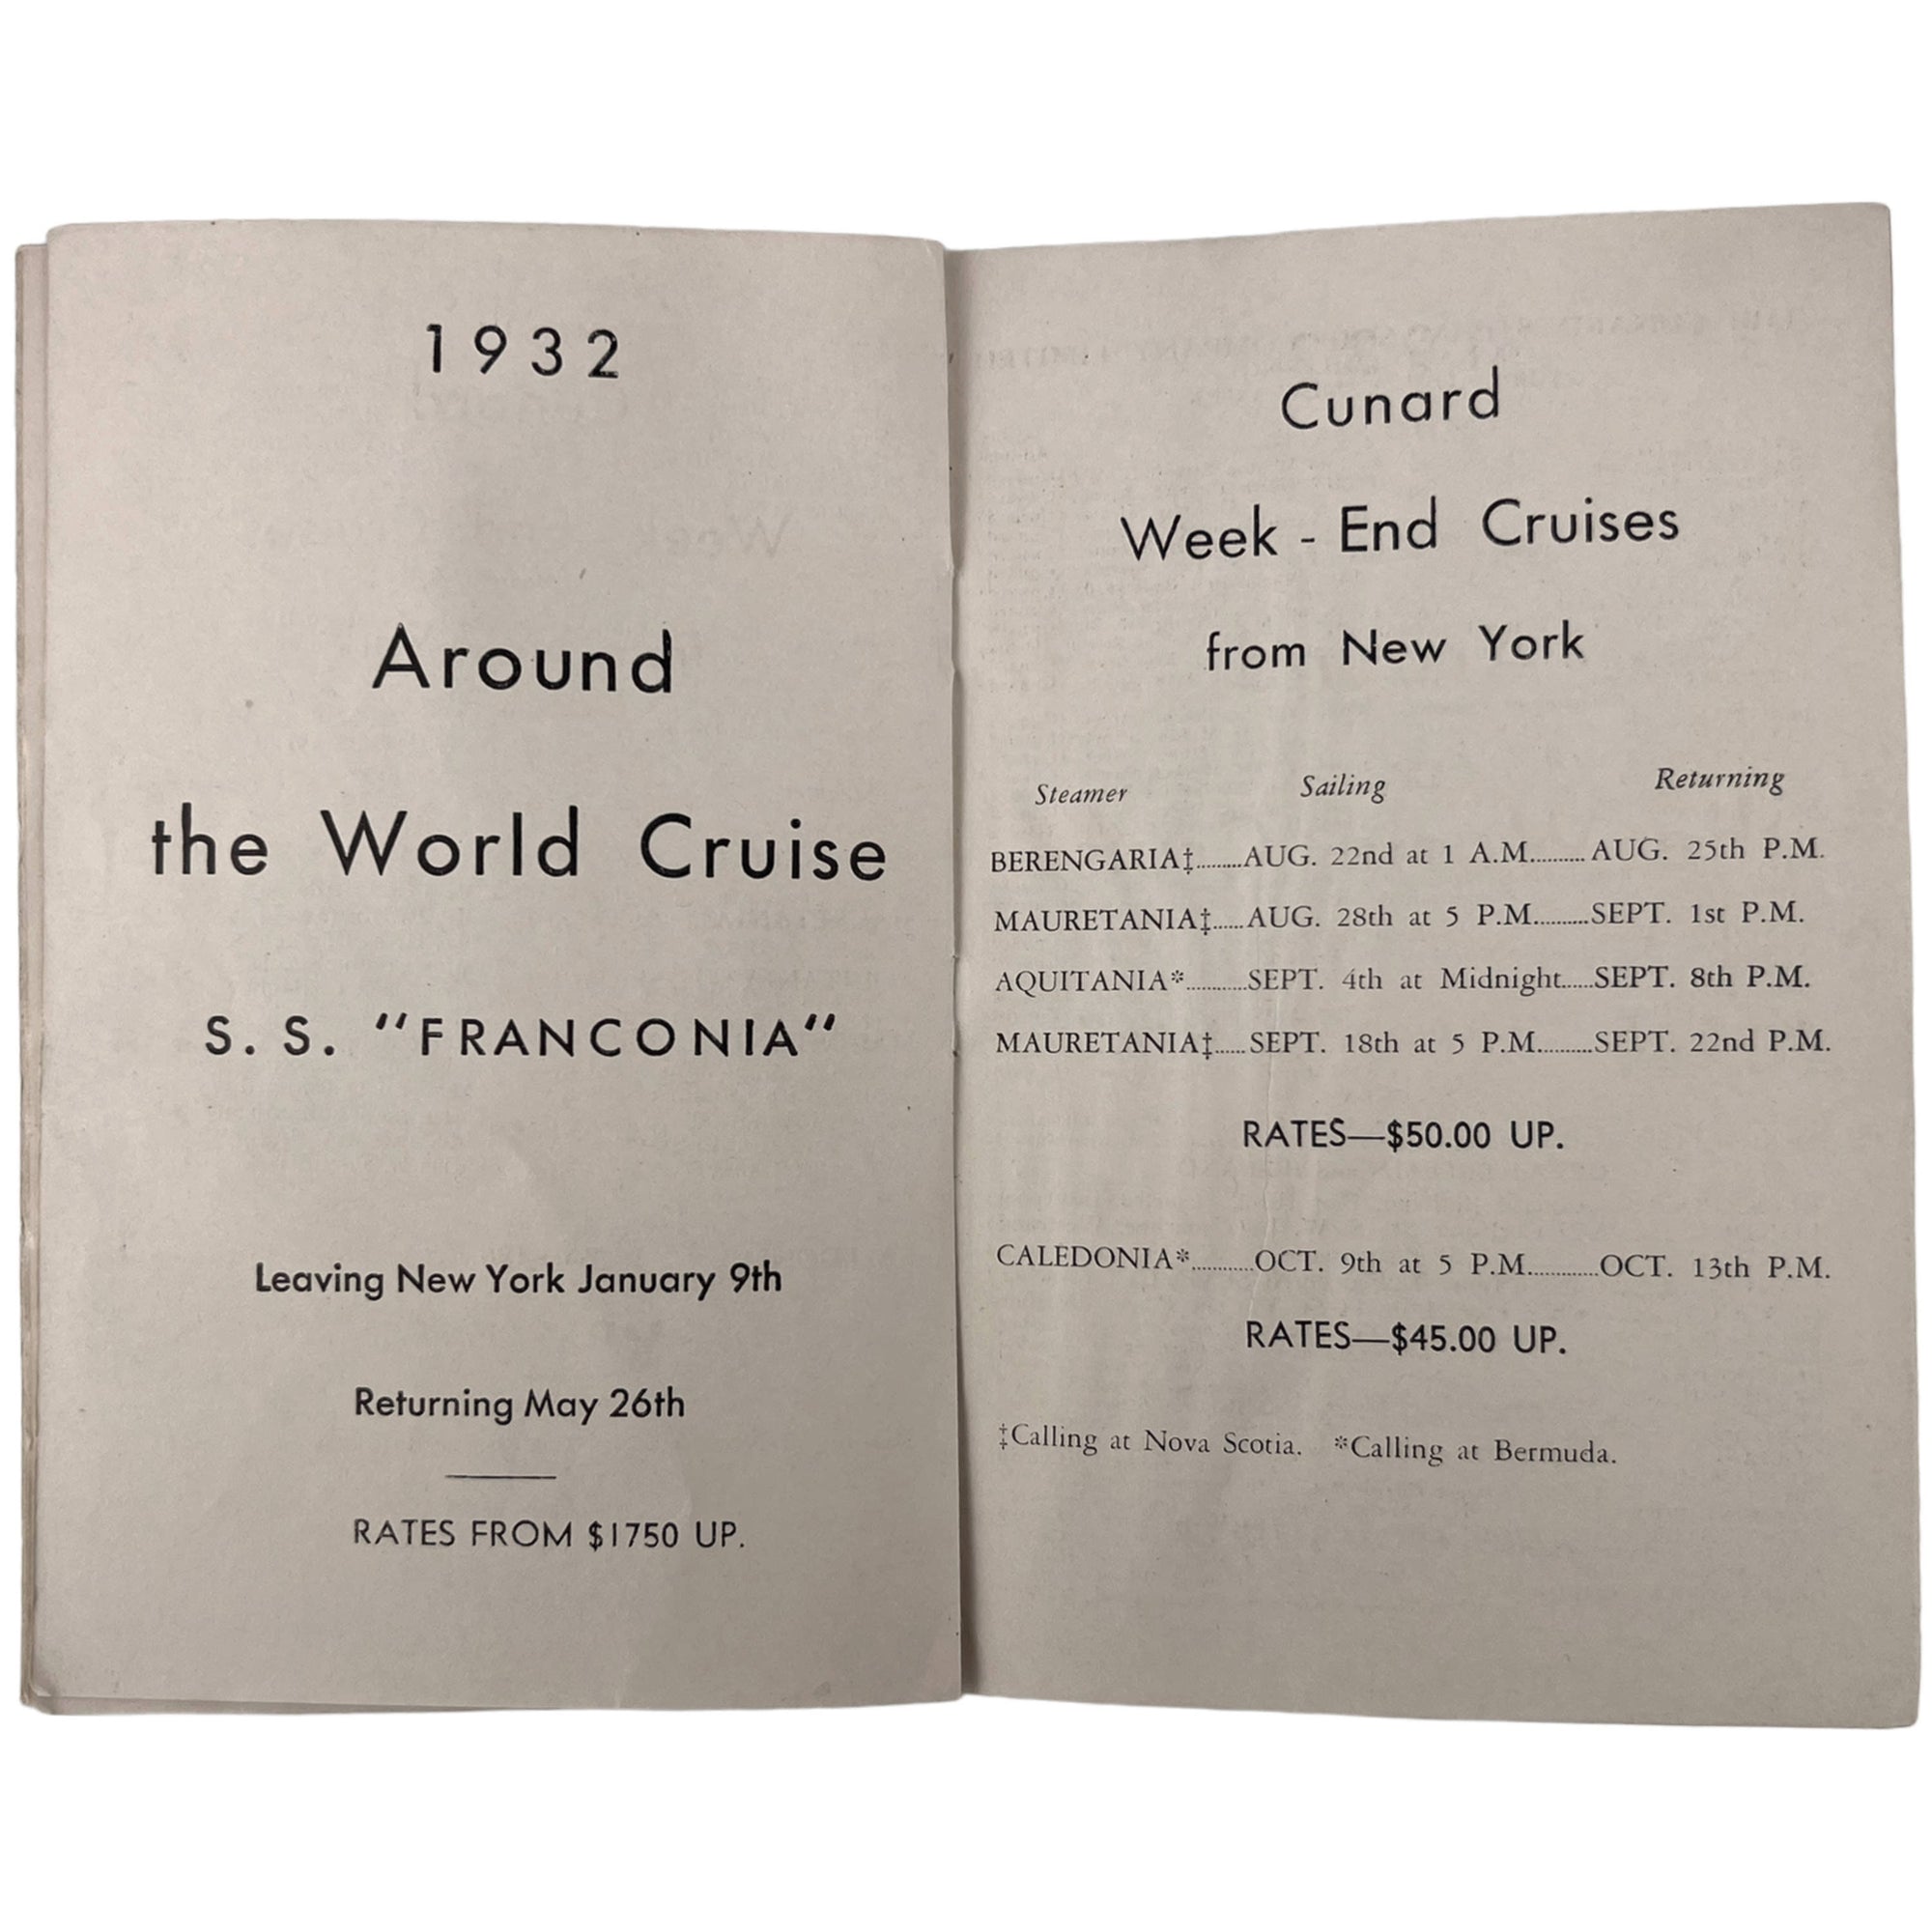 1932
Around
the World Cruise
S. S. "FRANCONIA"
Leaving New York January 9th
Returning May 26th
RATES FROM $1750 UP.
Cunard
Week - End Cruises
from New York
Steamer Sailing Returning
BERENGARIA‡........AUG. 22nd at 1 A.M..........AUG. 25th P.M.
MAURETANIA‡......AUG. 28th at 5 P.M..........SEPT. 1st P.M.
AQUITANIA*...........SEPT. 4th at Midnight......SEPT. 8th P.M.
MAURETANIA‡......SEPT. 18th at 5 P.M..........SEPT. 22nd P.M.
RATES—$50.00 UP.
CALEDONIA*...........OCT. 9th at 5 P.M.............OCT. 13th P.M.
RATES—$45.00 UP.
‡Calling at Nova Scotia. *Calling at Bermuda.